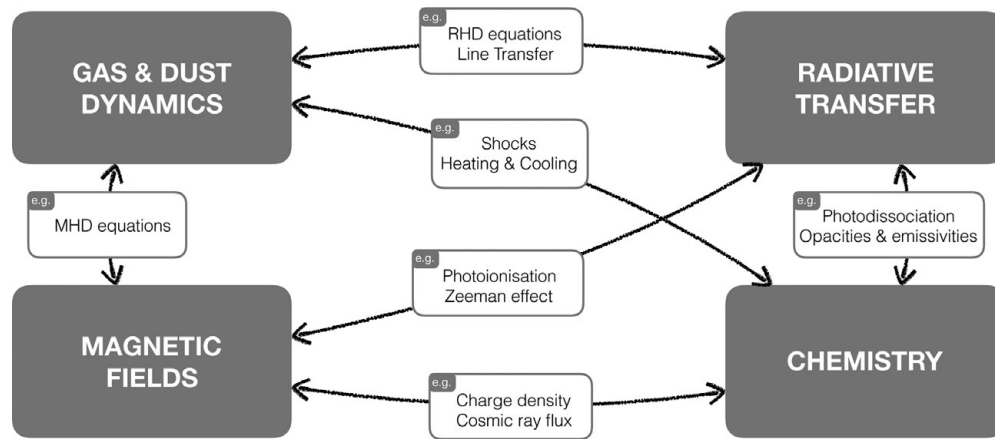 e.g.
RHD equations
Line Transfer
GAS & DUST
DYNAMICS
RADIATIVE
TRANSFER
e.g.
Shocks
Heating & Cooling
e.g.
MHD equations
e.g.
Photodissociation
Opacities & emissivities
e.g.
Photoionisation
Zeeman effect
MAGNETIC
FIELDS
CHEMISTRY
e.g.
Charge density
Cosmic ray flux